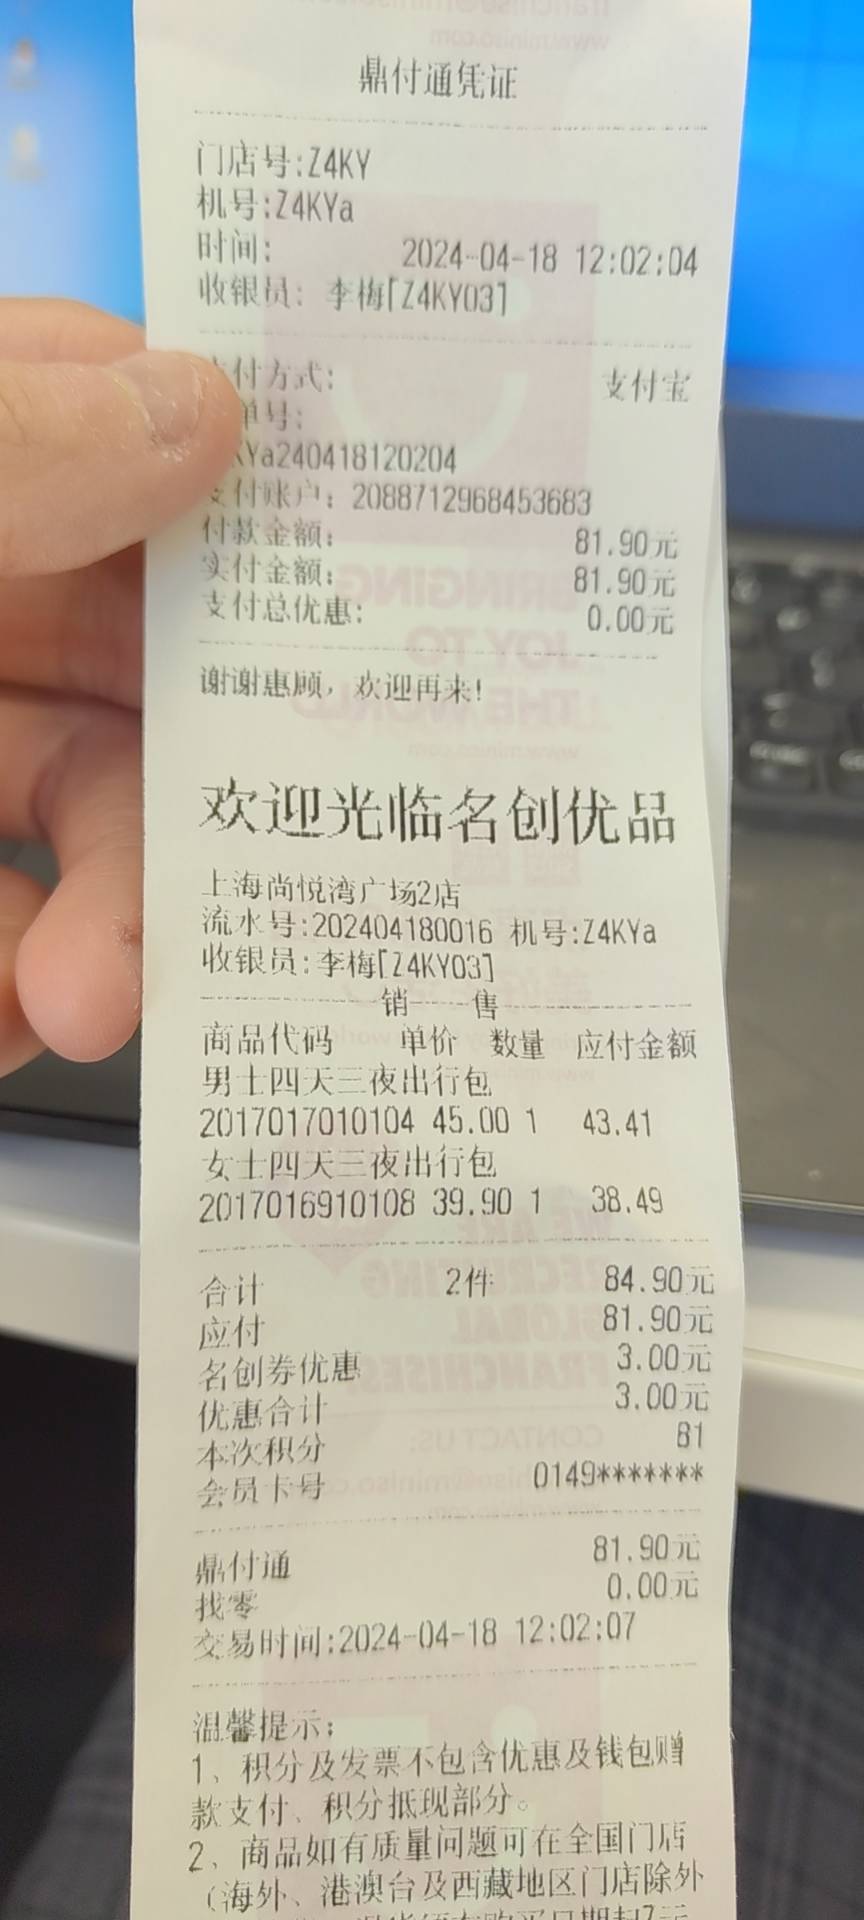 鼎付通凭证
门店号:Z4KY
机号:Z4KYa
时间: 2024-04-18 12:02:04
收银员: 李梅[Z4KY03]
付方式: 支付宝
单号:
KYa240418120204
支付账户: 2088712968453683
付款金额: 81.90元
实付金额: 81.90元
支付总优惠: 0.00元
谢谢惠顾，欢迎再来!
欢迎光临名创优品
上海尚悦湾广场2店
流水号:202404180016 机号:Z4KYa
收银员:李梅[Z4KY03]
销 售
商品代码 单价 数量 应付金额
男士四天三夜出行包
2017017010104 45.00 1 43.41
女士四天三夜出行包
2017016910108 39.90 1 38.49
合计 2件 84.90元
应付 81.90元
名创券优惠 3.00元
优惠合计 3.00元
本次积分 81
会员卡号 0149*******
鼎付通 81.90元
找零 0.00元
交易时间:2024-04-18 12:02:07
温馨提示:
1、积分及发票不包含优惠及钱包赠
款支付、积分抵现部分。
2、商品如有质量问题可在全国门店
（海外、港澳台及西藏地区门店除外